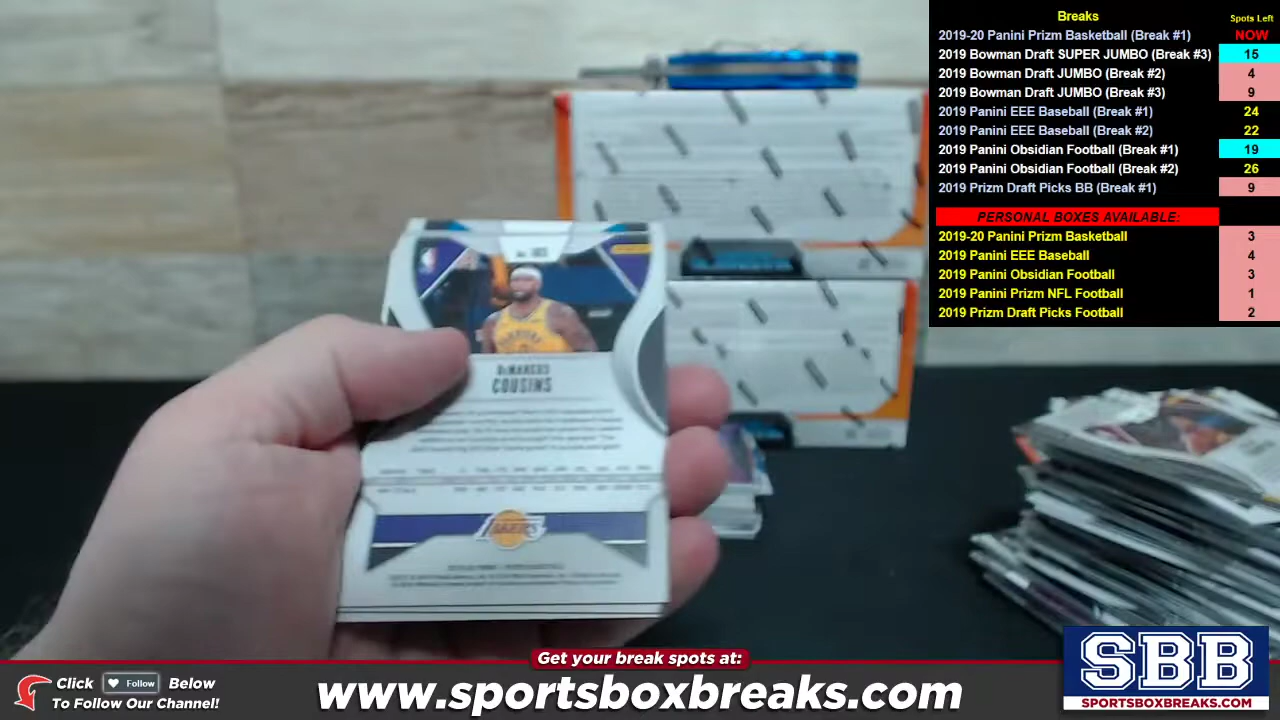 Breaks
Spots Left
2019-20 Panini Prizm Basketball (Break #1) NOW
2019 Bowman Draft SUPER JUMBO (Break #3) 15
2019 Bowman Draft JUMBO (Break #2) 4
2019 Bowman Draft JUMBO (Break #3) 9
2019 Panini EEE Baseball (Break #1) 24
2019 Panini EEE Baseball (Break #2) 22
2019 Panini Obsidian Football (Break #1) 19
2019 Panini Obsidian Football (Break #2) 26
2019 Prizm Draft Picks BB (Break #1) 9
PERSONAL BOXES AVAILABLE:
2019-20 Panini Prizm Basketball 3
2019 Panini EEE Baseball 4
2019 Panini Obsidian Football 3
2019 Panini Prizm NFL Football 1
2019 Prizm Draft Picks Football 2
DeMARCUS
COUSINS
LAKERS
Get your break spots at:
Click Follow Below
To Follow Our Channel!
www.sportsboxbreaks.com
SBB
SPORTSBOXBREAKS.COM